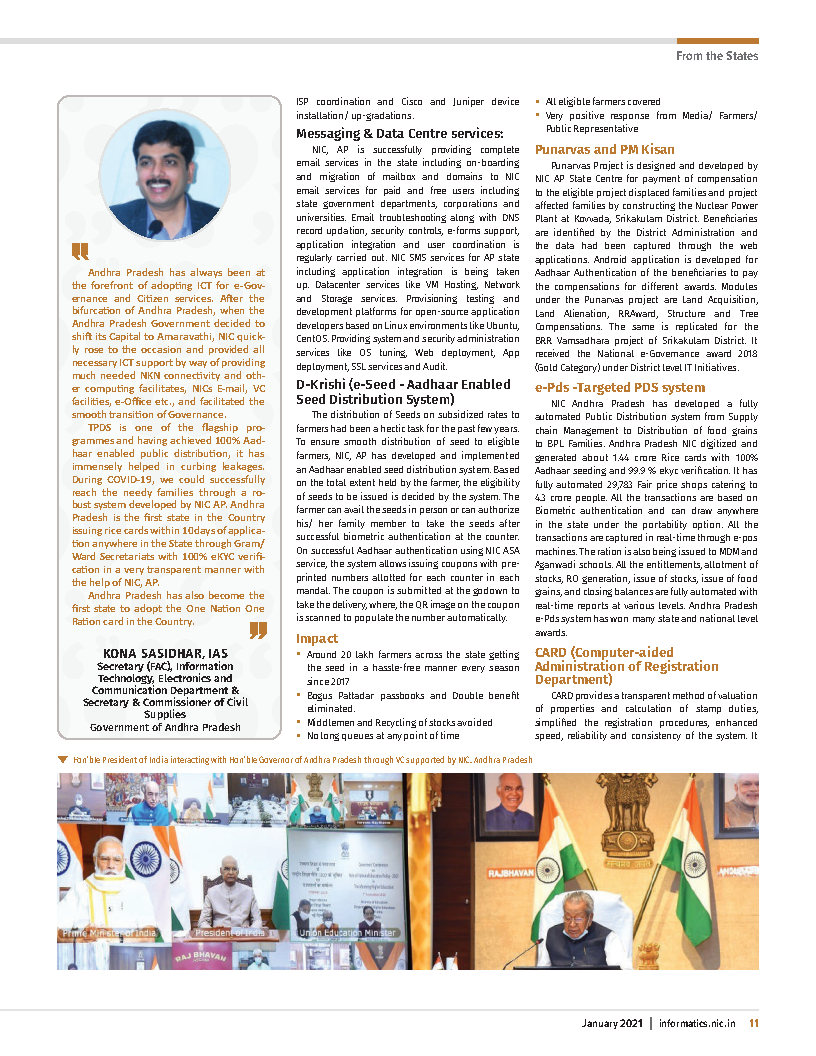 From the States
Andhra Pradesh has always been at
the forefront of adopting ICT for e-Gov-
ernance and Citizen services. After the
bifurcation of Andhra Pradesh, when the
Andhra Pradesh Government decided to
shift its Capital to Amaravathi, NIC quick-
ly rose to the occasion and provided all
necessary ICT support by way of providing
much needed NKN connectivity and oth-
er computing facilitates, NICs E-mail, VC
facilities, e-Office etc., and facilitated the
smooth transition of Governance.
TPDS is one of the flagship pro-
grammes and having achieved 100% Aad-
haar enabled public distribution, it has
immensely helped in curbing leakages.
During COVID-19, we could successfully
reach the needy families through a ro-
bust system developed by NIC AP. Andhra
Pradesh is the first state in the Country
issuing rice cards within 10 days of applica-
tion anywhere in the State through Gram/
Ward Secretariats with 100% eKYC verifi-
cation in a very transparent manner with
the help of NIC, AP.
Andhra Pradesh has also become the
first state to adopt the One Nation One
Ration card in the Country.
KONA SASIDHAR, IAS
Secretary (FAC), Information
Technology, Electronics and
Communication Department &
Secretary & Commissioner of Civil
Supplies
Government of Andhra Pradesh
ISP coordination and Cisco and Juniper device
installation/ up-gradations.
Messaging & Data Centre services:
NIC, AP is successfully providing complete
email services in the state including on-boarding
and migration of mailbox and domains to NIC
email services for paid and free users including
state government departments, corporations and
universities. Email troubleshooting along with DNS
record updation, security controls, e-forms support,
application integration and user coordination is
regularly carried out. NIC SMS services for AP state
including application integration is being taken
up. Datacenter services like VM Hosting, Network
and Storage services. Provisioning testing and
development platforms for open-source application
developers based on Linux environments like Ubuntu,
CentOS. Providing system and security administration
services like OS tuning, Web deployment, App
deployment, SSL services and Audit.
D-Krishi (e-Seed - Aadhaar Enabled
Seed Distribution System)
The distribution of Seeds on subsidized rates to
farmers had been a hectic task for the past few years.
To ensure smooth distribution of seed to eligible
farmers, NIC, AP has developed and implemented
an Aadhaar enabled seed distribution system. Based
on the total extent held by the farmer, the eligibility
of seeds to be issued is decided by the system. The
farmer can avail the seeds in person or can authorize
his/ her family member to take the seeds after
successful biometric authentication at the counter.
On successful Aadhaar authentication using NIC ASA
service, the system allows issuing coupons with pre-
printed numbers allotted for each counter in each
mandal. The coupon is submitted at the godown to
take the delivery, where, the QR image on the coupon
is scanned to populate the number automatically.
Impact
• Around 20 lakh farmers across the state getting
the seed in a hassle-free manner every season
since 2017
• Bogus Pattadar passbooks and Double benefit
eliminated.
• Middlemen and Recycling of stocks avoided
• No long queues at any point of time
• All eligible farmers covered
• Very positive response from Media/ Farmers/
Public Representative
Punarvas and PM Kisan
Punarvas Project is designed and developed by
NIC AP State Centre for payment of compensation
to the eligible project displaced families and project
affected families by constructing the Nuclear Power
Plant at Kovvada, Srikakulam District. Beneficiaries
are identified by the District Administration and
the data had been captured through the web
applications. Android application is developed for
Aadhaar Authentication of the beneficiaries to pay
the compensations for different awards. Modules
under the Punarvas project are Land Acquisition,
Land Alienation, RRAward, Structure and Tree
Compensations. The same is replicated for the
BRR Vamsadhara project of Srikakulam District. It
received the National e-Governance award 2018
(Gold Category) under District level IT Initiatives.
e-Pds -Targeted PDS system
NIC Andhra Pradesh has developed a fully
automated Public Distribution system from Supply
chain Management to Distribution of food grains
to BPL Families. Andhra Pradesh NIC digitized and
generated about 1.44 crore Rice cards with 100%
Aadhaar seeding and 99.9 % ekyc verification. It has
fully automated 29,783 Fair price shops catering to
4.3 crore people. All the transactions are based on
Biometric authentication and can draw anywhere
in the state under the portability option. All the
transactions are captured in real-time through e-pos
machines. The ration is also being issued to MDM and
Aganwadi schools. All the entitlements, allotment of
stocks, RO generation, issue of stocks, issue of food
grains, and closing balances are fully automated with
real-time reports at various levels. Andhra Pradesh
e-Pds system has won many state and national level
awards.
CARD (Computer-aided
Administration of Registration
Department)
CARD provides a transparent method of valuation
of properties and calculation of stamp duties,
simplified the registration procedures, enhanced
speed, reliability and consistency of the system. It
Hon'ble President of India interacting with Hon'ble Governor of Andhra Pradesh through VC supported by NIC. Andhra Pradesh
Prime Minister of India
President of India
Union Education Minister
RAJ BHAVAN
RAJBHAVAN
January 2021 | informatics.nic.in 11